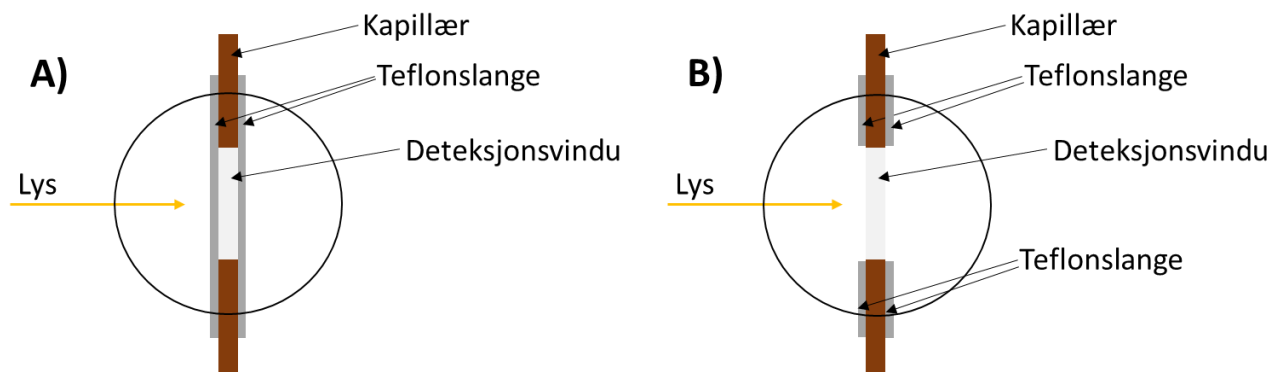 A)
Kapillær
Teflonslange
Deteksjonsvindu
Lys
B)
Kapillær
Teflonslange
Deteksjonsvindu
Lys
Teflonslange